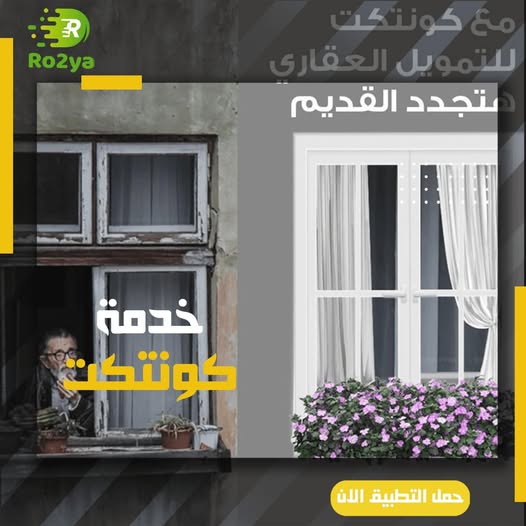 Ro2ya
مع كونتكت
للتمويل العقاري
هتجدد القديم
خدمة
كونتكت
حمل التطبيق الان